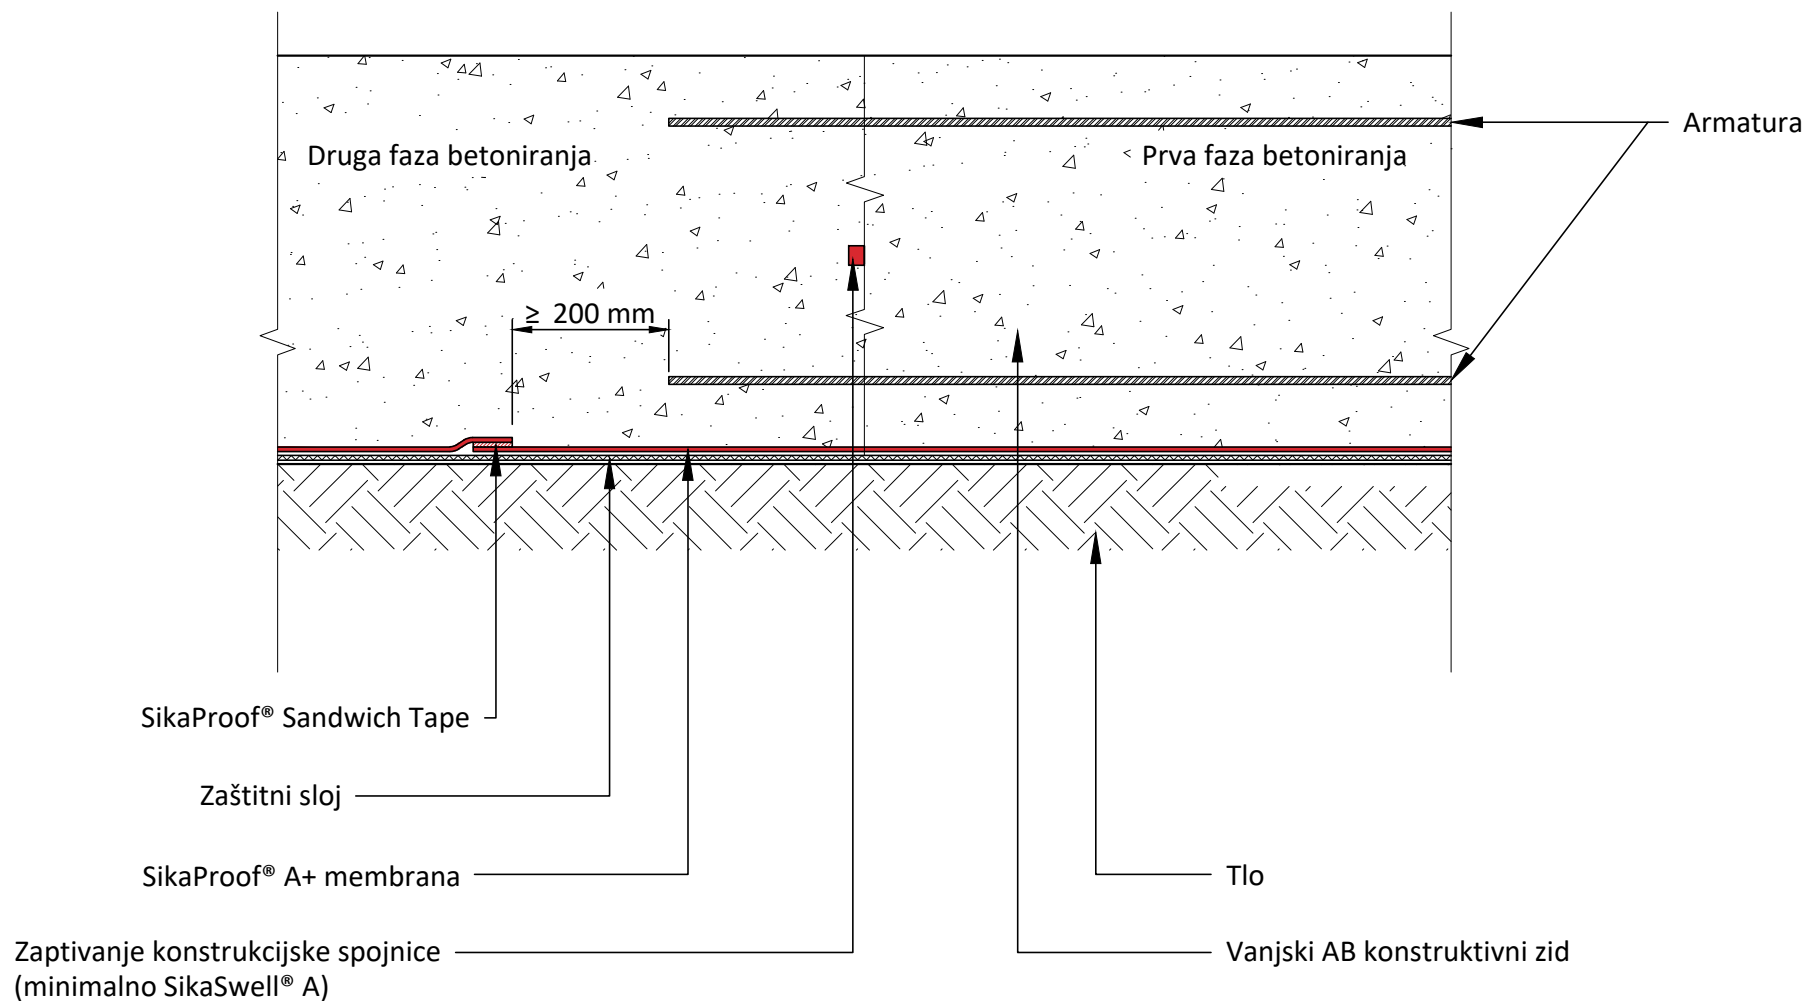 Armatura
Druga faza betoniranja
Prva faza betoniranja
≥ 200 mm
SikaProof® Sandwich Tape
Zaštitni sloj
SikaProof® A+ membrana
Tlo
Zaptivanje konstrukcijske spojnice
(minimalno SikaSwell® A)
Vanjski AB konstruktivni zid